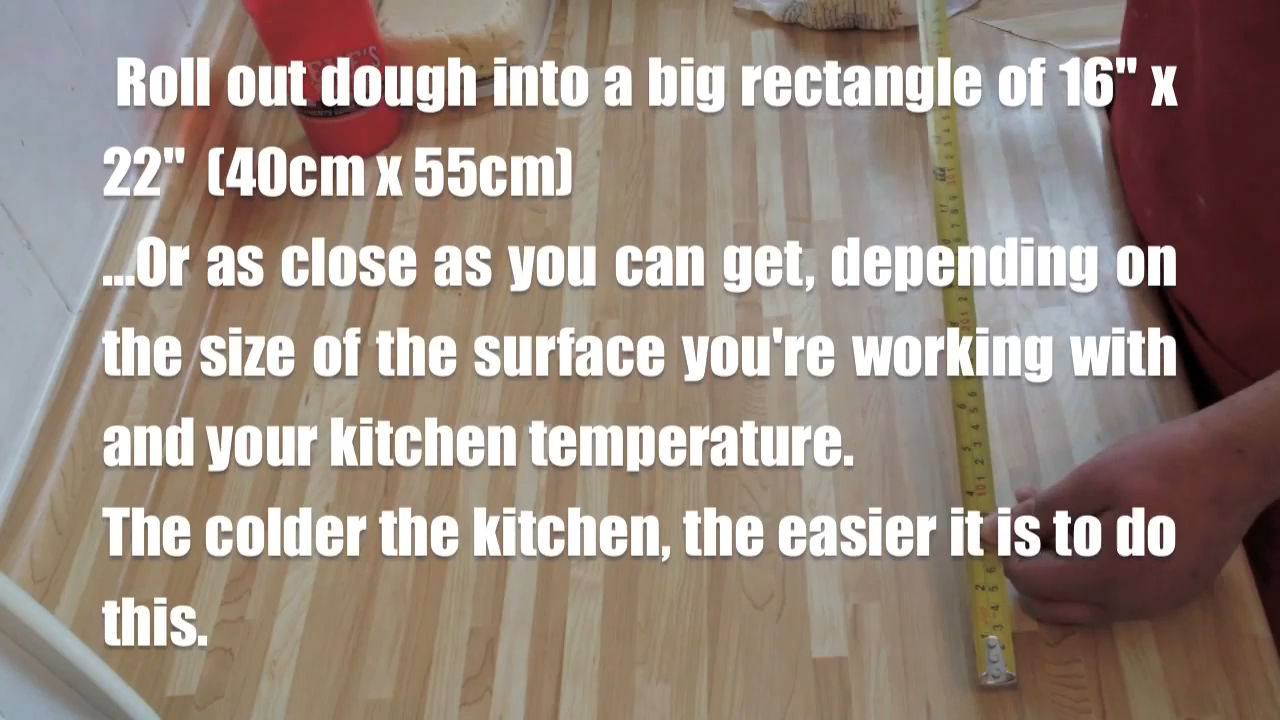 Roll out dough into a big rectangle of 16" x
22" (40cm x 55cm)
...Or as close as you can get, depending on
the size of the surface you're working with
and your kitchen temperature.
The colder the kitchen, the easier it is to do
this.